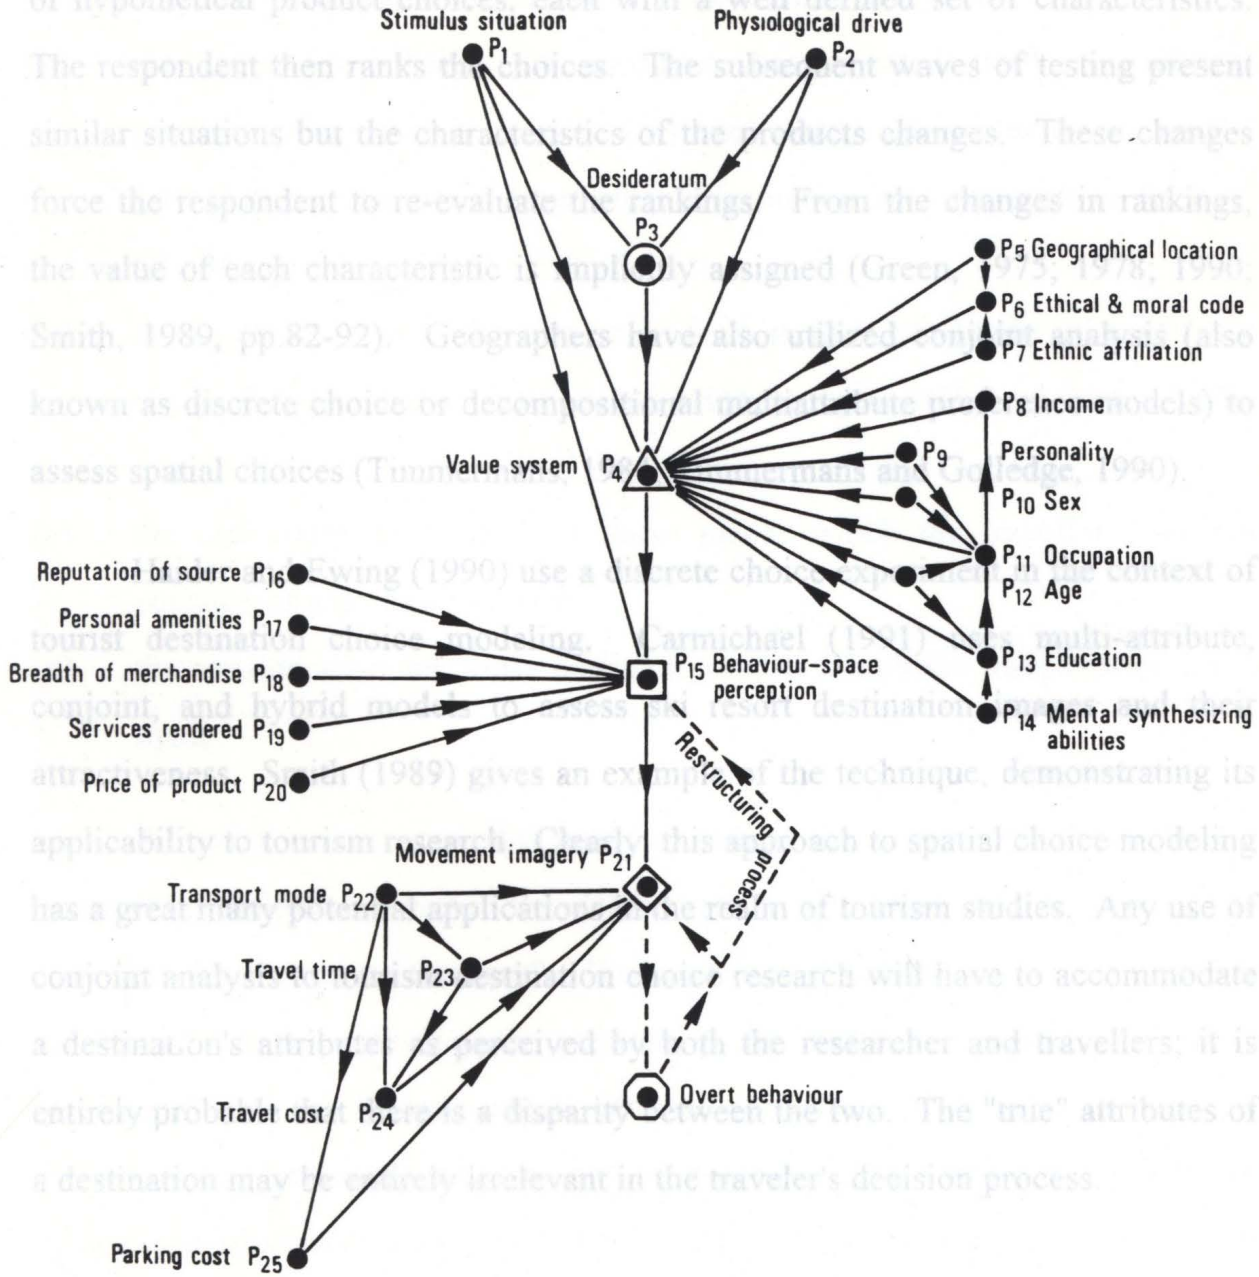 of hypothetical product choices, each with a well defined set of characteristics.
Stimulus situation
Physiological drive
P1
P2
The respondent then ranks the choices. The subsequent waves of testing present
similar situations but the characteristics of the products changes. These changes
Desideratum
force the respondent to re-evaluate the rankings. From the changes in rankings,
P3
P5 Geographical location
the value of each characteristic is implicitly assigned (Green, 1975; 1978; 1990;
P6 Ethical & moral code
Smith, 1989, pp.82-92). Geographers have also utilized conjoint analysis (also
P7 Ethnic affiliation
known as discrete choice or decompositional multiattribute preference models) to
P8 Income
P9
Personality
Value system P4
assess spatial choices (Timmermans, Timmermans and Golledge, 1990).
P10 Sex
P11 Occupation
Reputation of source P16
and Ewing (1990) use a discrete choice experiment in the context of
P12 Age
Personal amenities P17
tourist destination choice modeling. Carmichael (1991) uses multi-attribute,
P13 Education
P15 Behaviour-space
perception
Breadth of merchandise P18
conjoint, and hybrid models to assess ski resort destination images and their
P14 Mental synthesizing
abilities
Services rendered P19
Restructuring process
Price of product P20
attractiveness. Smith (1989) gives an example of the technique, demonstrating its
applicability to tourism research. Clearly, this approach to spatial choice modeling
Movement imagery P21
Transport mode P22
has a great many potential applications in the realm of tourism studies. Any use of
Travel time P23
conjoint analysis to tourism destination choice research will have to accommodate
a destination's attributes as perceived by both the researcher and travellers; it is
Overt behaviour
Travel cost P24
entirely probable that there is a disparity between the two. The "true" attributes of
a destination may be entirely irrelevant in the traveler's decision process.
Parking cost P25